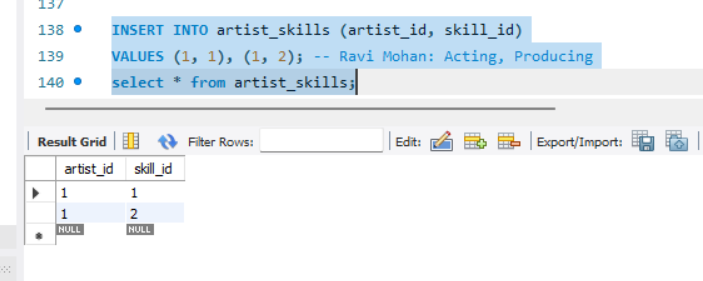 137
138 INSERT INTO artist_skills (artist_id, skill_id)
139 VALUES (1, 1), (1, 2); -- Ravi Mohan: Acting, Producing
140 select * from artist_skills;
Result Grid Filter Rows: Edit: Export/Import:
artist_id skill_id
1 1
1 2
NULL NULL